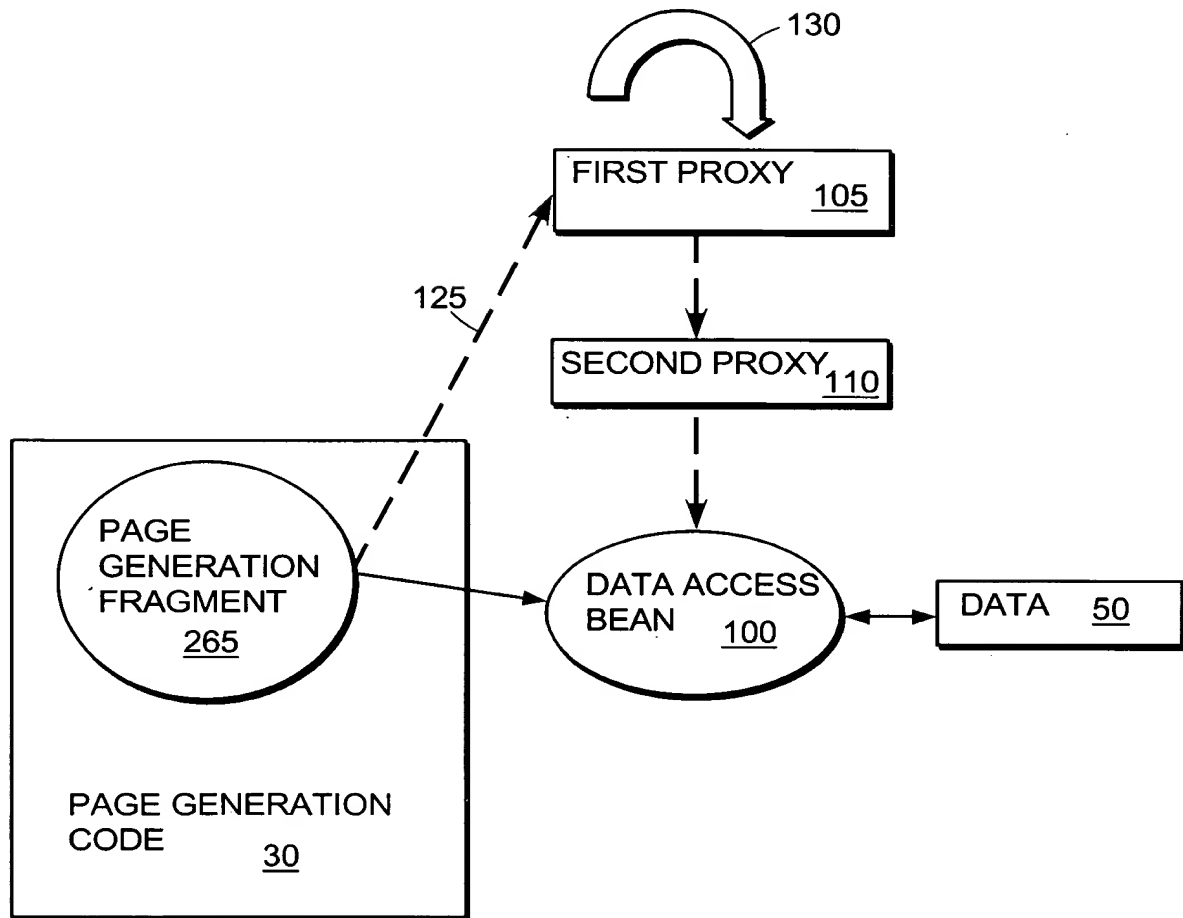 130
FIRST PROXY
105
125
SECOND PROXY
110
PAGE
GENERATION
FRAGMENT
265
DATA ACCESS
BEAN
100
DATA 50
PAGE GENERATION
CODE
30